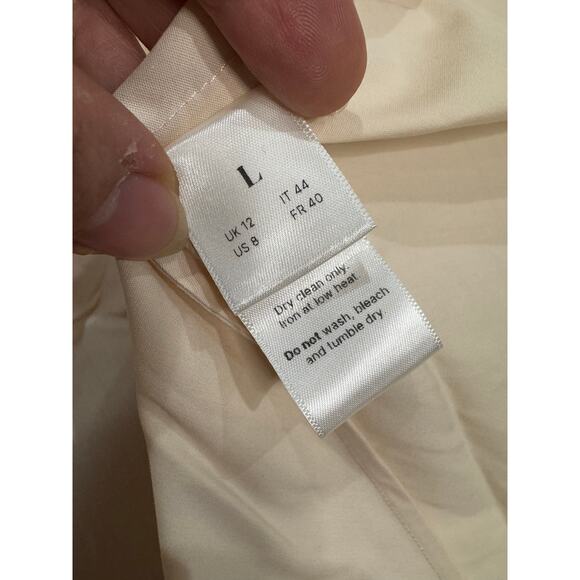 L
UK 12 IT 44
US 8 FR 40
Dry clean only.
Iron at low heat.
Do not wash, bleach
and tumble dry